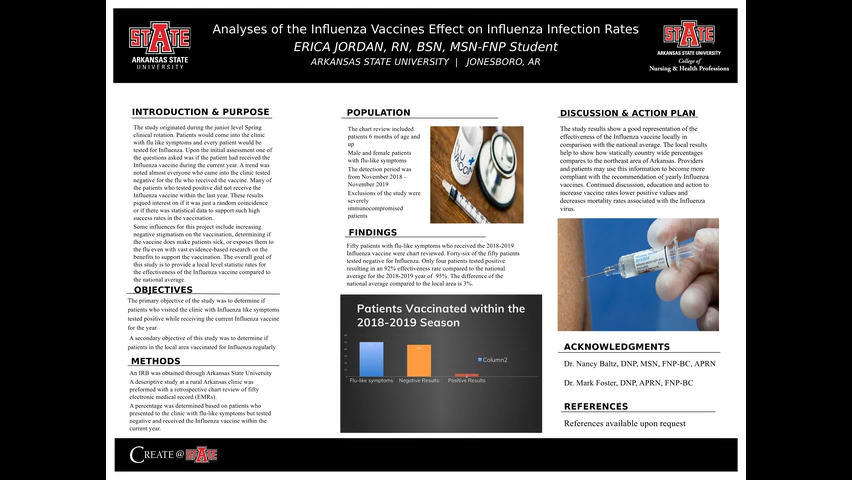 STATE
ARKANSAS STATE
UNIVERSITY
Analyses of the Influenza Vaccines Effect on Influenza Infection Rates
ERICA JORDAN, RN, BSN, MSN-FNP Student
ARKANSAS STATE UNIVERSITY | JONESBORO, AR
STATE
ARKANSAS STATE UNIVERSITY
College of
Nursing & Health Professions
INTRODUCTION & PURPOSE
The study originated during the junior level Spring
clinical rotation. Patients would come into the clinic
with flu like symptoms and every patient would be
tested for Influenza. Upon the initial assessment one of
the questions asked was if the patient had received the
Influenza vaccine during the current year. A trend was
noted almost everyone who came into the clinic tested
negative for the flu who received the vaccine. Many of
the patients who tested positive did not receive the
Influenza vaccine within the last year. These results
piqued interest on if it was just a random coincidence
or if there was statistical data to support such high
success rates in the vaccination.
Some influences for this project include increasing
negative stigmatism on the vaccination, determining if
the vaccine does make patients sick, or exposes them to
the flu even with vast evidence-based research on the
benefits to support the vaccination. The overall goal of
this study is to provide a local level statistic rates for
the effectiveness of the Influenza vaccine compared to
the national average.
OBJECTIVES
The primary objective of the study was to determine if
patients who visited the clinic with Influenza like symptoms
tested positive while receiving the current Influenza vaccine
for the year.
A secondary objective of this study was to determine if
patients in the local area vaccinated for Influenza regularly
METHODS
An IRB was obtained through Arkansas State University
A descriptive study at a rural Arkansas clinic was
preformed with a retrospective chart review of fifty
electronic medical record (EMRs).
A percentage was determined based on patients who
presented to the clinic with flu-like symptoms but tested
negative and received the Influenza vaccine within the
current year.
POPULATION
The chart review included
patients 6 months of age and
up
Male and female patients
with flu-like symptoms
The detection period was
from November 2018 –
November 2019
Exclusions of the study were
severely
immunocompromised
patients
FINDINGS
Fifty patients with flu-like symptoms who received the 2018-2019
Influenza vaccine were chart reviewed. Forty-six of the fifty patients
tested negative for Influenza. Only four patients tested positive
resulting in an 92% effectiveness rate compared to the national
average for the 2018-2019 year of 95%. The difference of the
national average compared to the local area is 3%.
Patients Vaccinated within the
2018-2019 Season
Column2
Flu-like symptoms Negative Results Positive Results
DISCUSSION & ACTION PLAN
The study results show a good representation of the
effectiveness of the Influenza vaccine locally in
comparison with the national average. The local results
help to show how statically country wide percentages
compares to the northeast area of Arkansas. Providers
and patients may use this information to become more
compliant with the recommendation of yearly Influenza
vaccines. Continued discussion, education and action to
increase vaccine rates lower positive values and
decreases mortality rates associated with the Influenza
virus.
ACKNOWLEDGMENTS
Dr. Nancy Baltz, DNP, MSN, FNP-BC, APRN
Dr. Mark Foster, DNP, APRN, FNP-BC
REFERENCES
References available upon request
CREATE@STATE